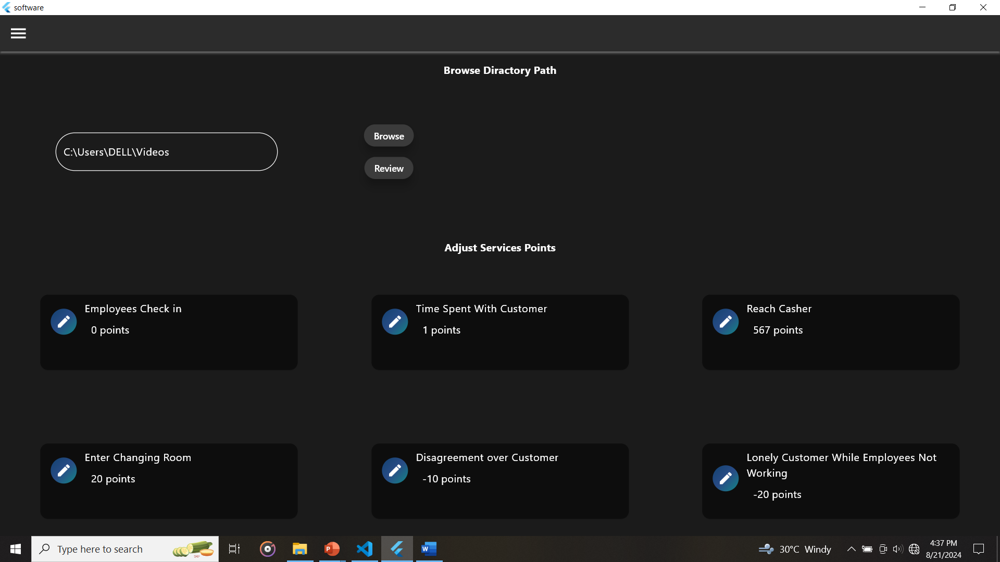 software
Browse Diractory Path
C:\Users\DELL\Videos
Browse
Review
Adjust Services Points
Employees Check in
0 points
Time Spent With Customer
1 points
Reach Casher
567 points
Enter Changing Room
20 points
Disagreement over Customer
-10 points
Lonely Customer While Employees Not
Working
-20 points
Type here to search
30°C Windy
4:37 PM
8/21/2024